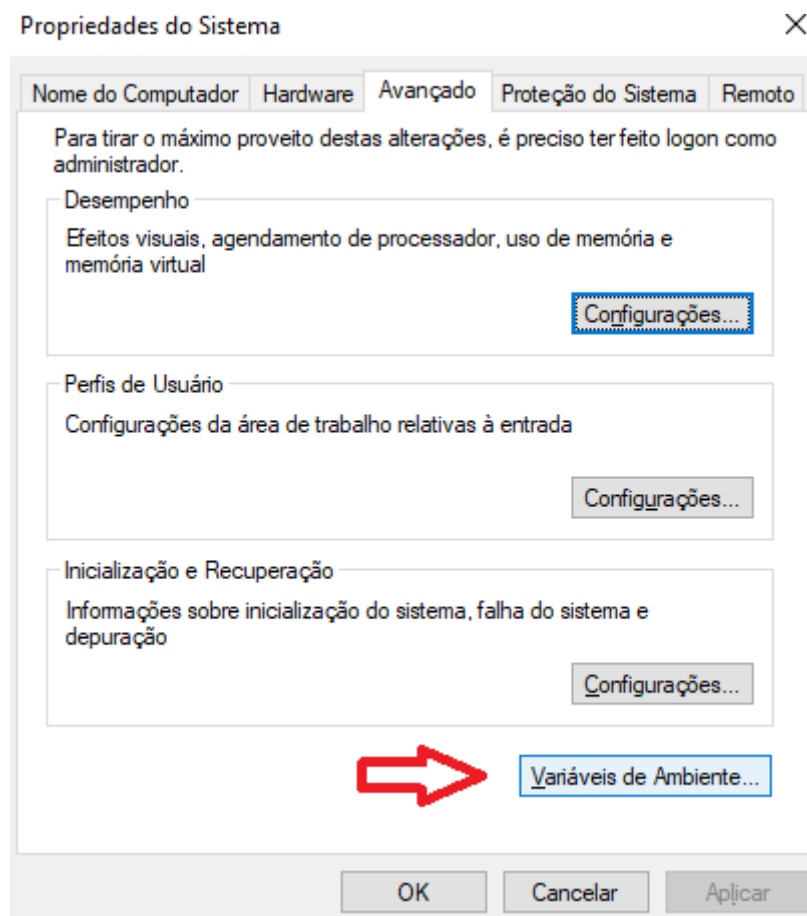 Propriedades do Sistema
Nome do Computador Hardware Avançado Proteção do Sistema Remoto
Para tirar o máximo proveito destas alterações, é preciso ter feito logon como
administrador.
Desempenho
Efeitos visuais, agendamento de processador, uso de memória e
memória virtual
Configurações...
Perfis de Usuário
Configurações da área de trabalho relativas à entrada
Configurações...
Inicialização e Recuperação
Informações sobre inicialização do sistema, falha do sistema e
depuração
Configurações...
Variáveis de Ambiente...
OK Cancelar Aplicar